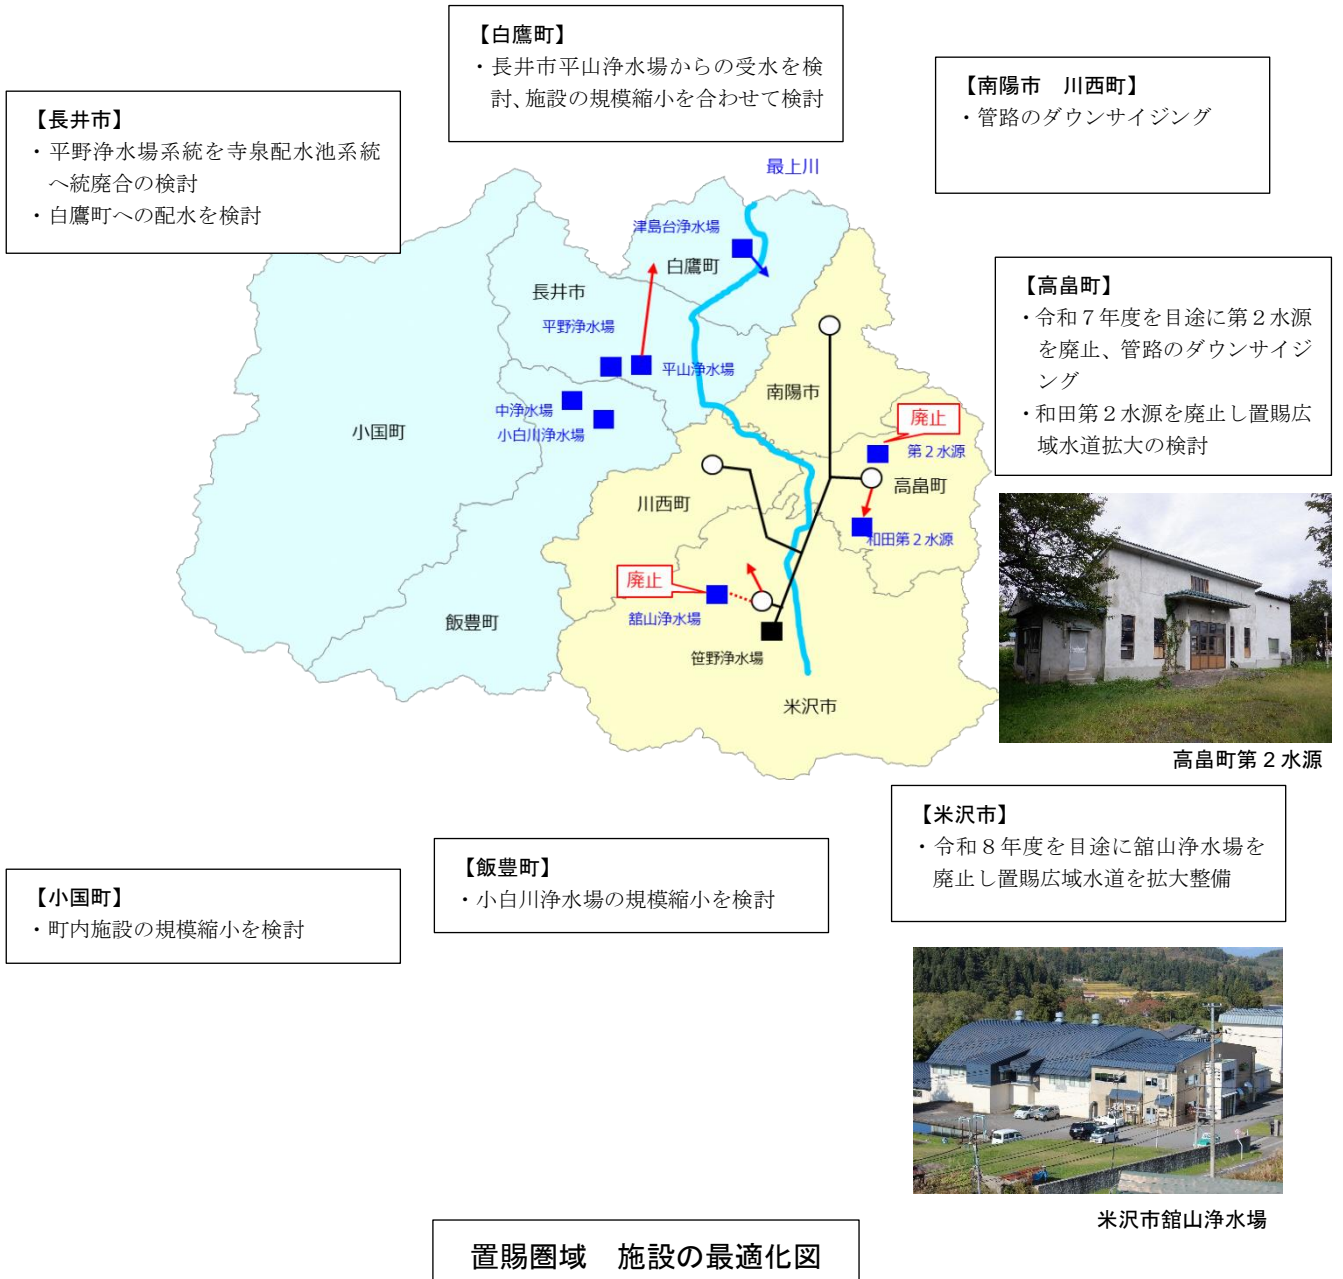 【白鷹町】
・長井市平山浄水場からの受水を検
討、施設の規模縮小を合わせて検討
【南陽市　川西町】
・管路のダウンサイジング
【長井市】
・平野浄水場系統を寺泉配水池系統
へ統廃合の検討
・白鷹町への配水を検討
最上川
津島台浄水場
白鷹町
長井市
平野浄水場
平山浄水場
中浄水場
小白川浄水場
小国町
南陽市
廃止
第２水源
高畠町
川西町
和田第２水源
廃止
舘山浄水場
飯豊町
笹野浄水場
米沢市
【高畠町】
・令和７年度を目途に第２水源
を廃止、管路のダウンサイジ
ング
・和田第２水源を廃止し置賜広
域水道拡大の検討
高畠町第２水源
【米沢市】
・令和８年度を目途に舘山浄水場を
廃止し置賜広域水道を拡大整備
【飯豊町】
・小白川浄水場の規模縮小を検討
【小国町】
・町内施設の規模縮小を検討
米沢市舘山浄水場
置賜圏域　施設の最適化図